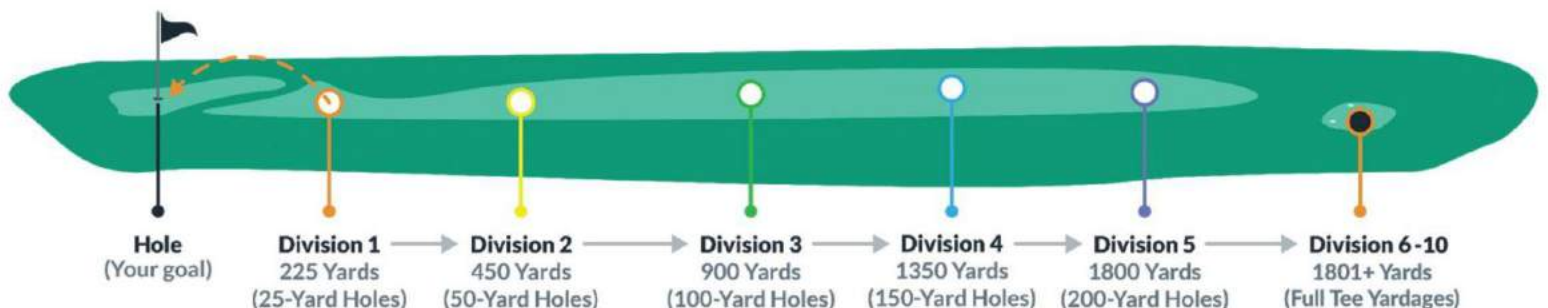 Hole
(Your goal)
Division 1
225 Yards
(25-Yard Holes)
Division 2
450 Yards
(50-Yard Holes)
Division 3
900 Yards
(100-Yard Holes)
Division 4
1350 Yards
(150-Yard Holes)
Division 5
1800 Yards
(200-Yard Holes)
Division 6-10
1801+ Yards
(Full Tee Yardages)